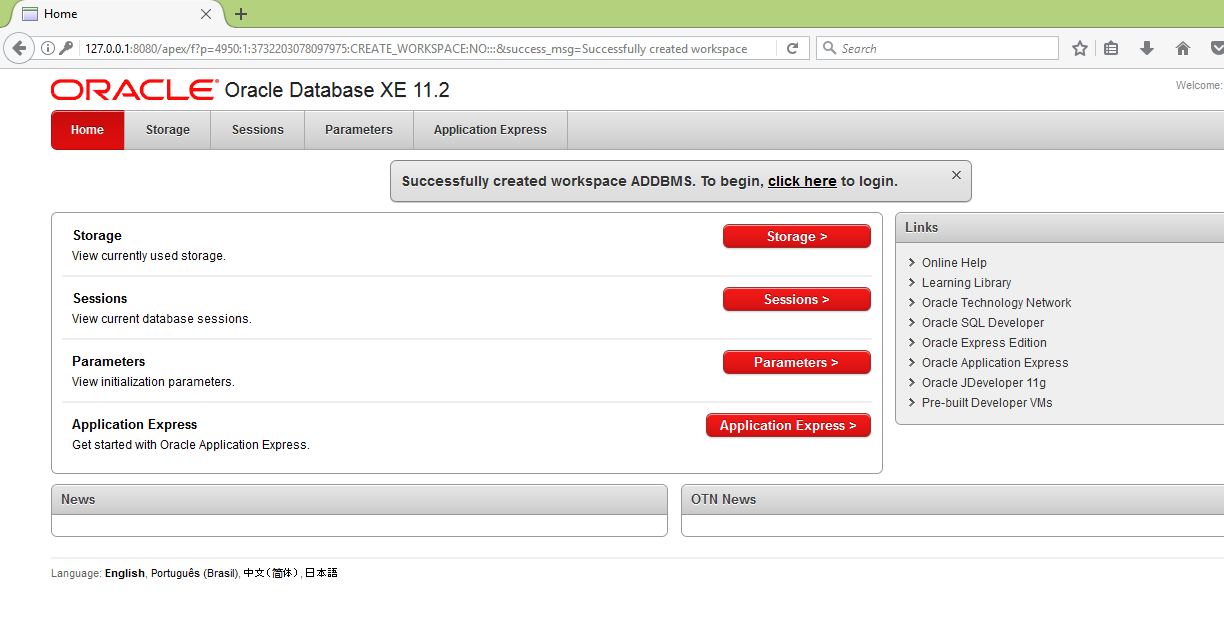 Home
127.0.0.1:8080/apex/f?p=4950:1:3732203078097975:CREATE_WORKSPACE:NO:::&success_msg=Successfully created workspace
Search
ORACLE Oracle Database XE 11.2
Welcome:
Home Storage Sessions Parameters Application Express
Successfully created workspace ADDBMS. To begin, click here to login.
Storage
View currently used storage.
Storage >
Sessions
View current database sessions.
Sessions >
Parameters
View initialization parameters.
Parameters >
Application Express
Get started with Oracle Application Express.
Application Express >
Links
Online Help
Learning Library
Oracle Technology Network
Oracle SQL Developer
Oracle Express Edition
Oracle Application Express
Oracle JDeveloper 11g
Pre-built Developer VMs
News
OTN News
Language: English, Português (Brasil), 中文(简体), 日本語